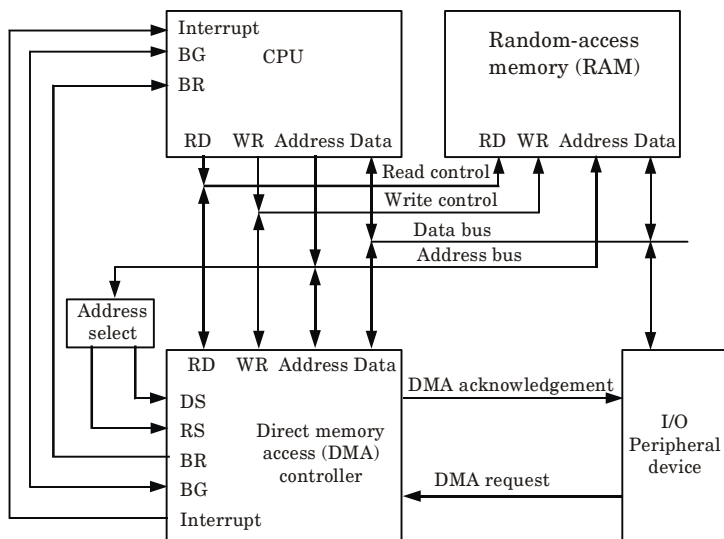 Interrupt
BG
BR
CPU
RD WR Address Data
Random-access
memory (RAM)
RD WR Address Data
Read control
Write control
Data bus
Address bus
Address
select
RD WR Address Data
DS
RS
BR
BG
Interrupt
Direct memory
access (DMA)
controller
DMA acknowledgement
DMA request
I/O
Peripheral
device